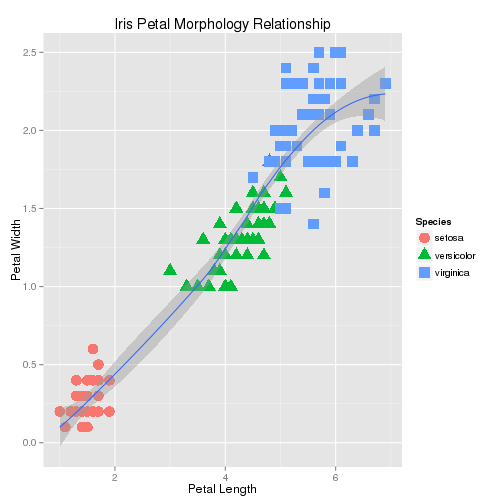 Iris Petal Morphology Relationship
2.5
2.0
1.5
1.0
0.5
0.0
Petal Width
2
4
6
Petal Length
Species
setosa
versicolor
virginica